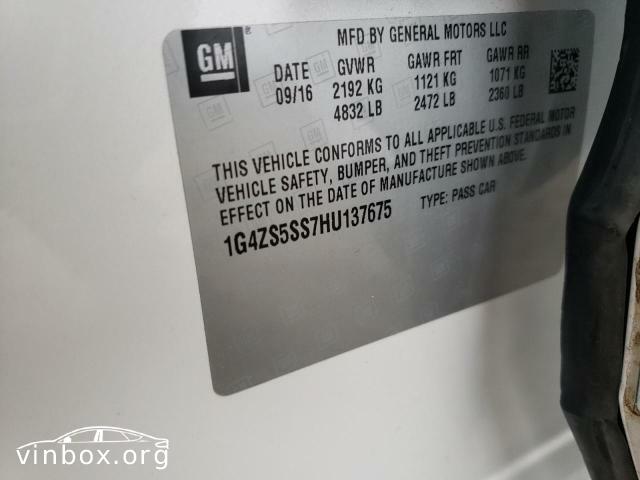 GM
MFD BY GENERAL MOTORS LLC
DATE GVWR GAWR FRT GAWR RR
09/16 2192 KG 1121 KG 1071 KG
4832 LB 2472 LB 2360 LB
THIS VEHICLE CONFORMS TO ALL APPLICABLE U.S. FEDERAL MOTOR
VEHICLE SAFETY, BUMPER, AND THEFT PREVENTION STANDARDS IN
EFFECT ON THE DATE OF MANUFACTURE SHOWN ABOVE.
1G4ZS5SS7HU137675 TYPE: PASS CAR
vinbox.org